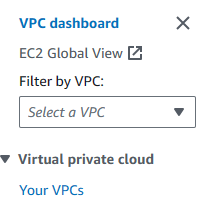 VPC dashboard
EC2 Global View
Filter by VPC:
Select a VPC
Virtual private cloud
Your VPCs